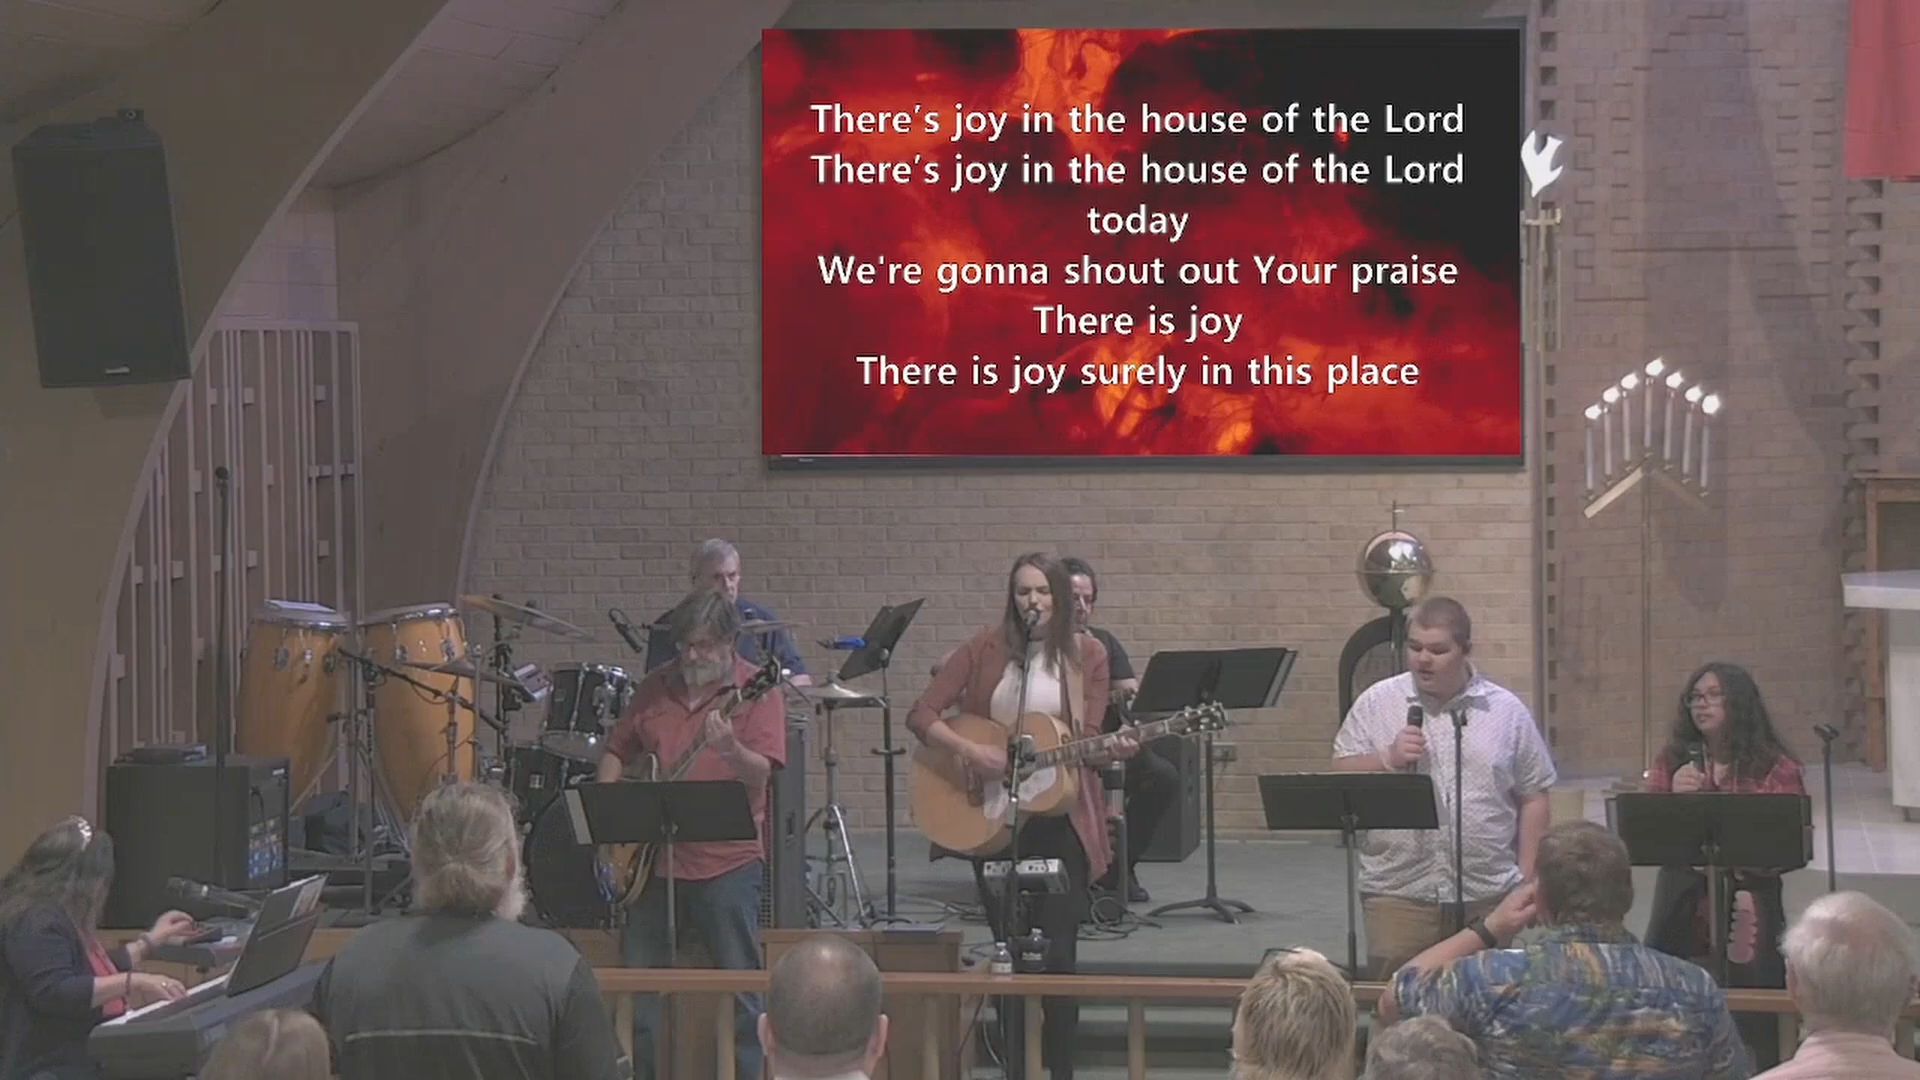 There's joy in the house of the Lord
There's joy in the house of the Lord
today
We're gonna shout out Your praise
There is joy
There is joy surely in this place